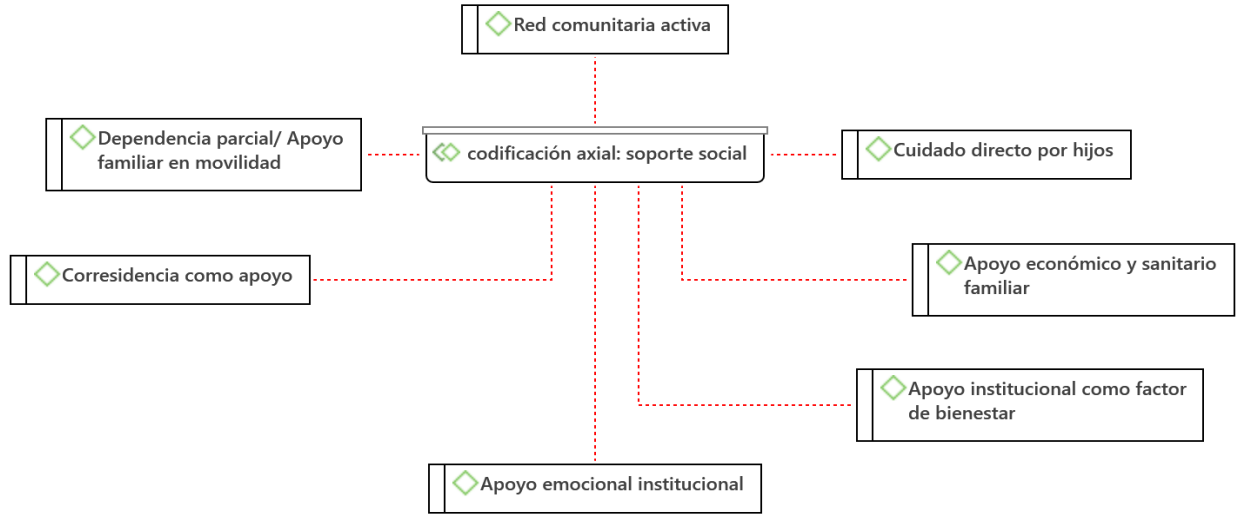 Red comunitaria activa
Dependencia parcial/ Apoyo
familiar en movilidad
codificación axial: soporte social
Cuidado directo por hijos
Corresidencia como apoyo
Apoyo económico y sanitario
familiar
Apoyo institucional como factor
de bienestar
Apoyo emocional institucional